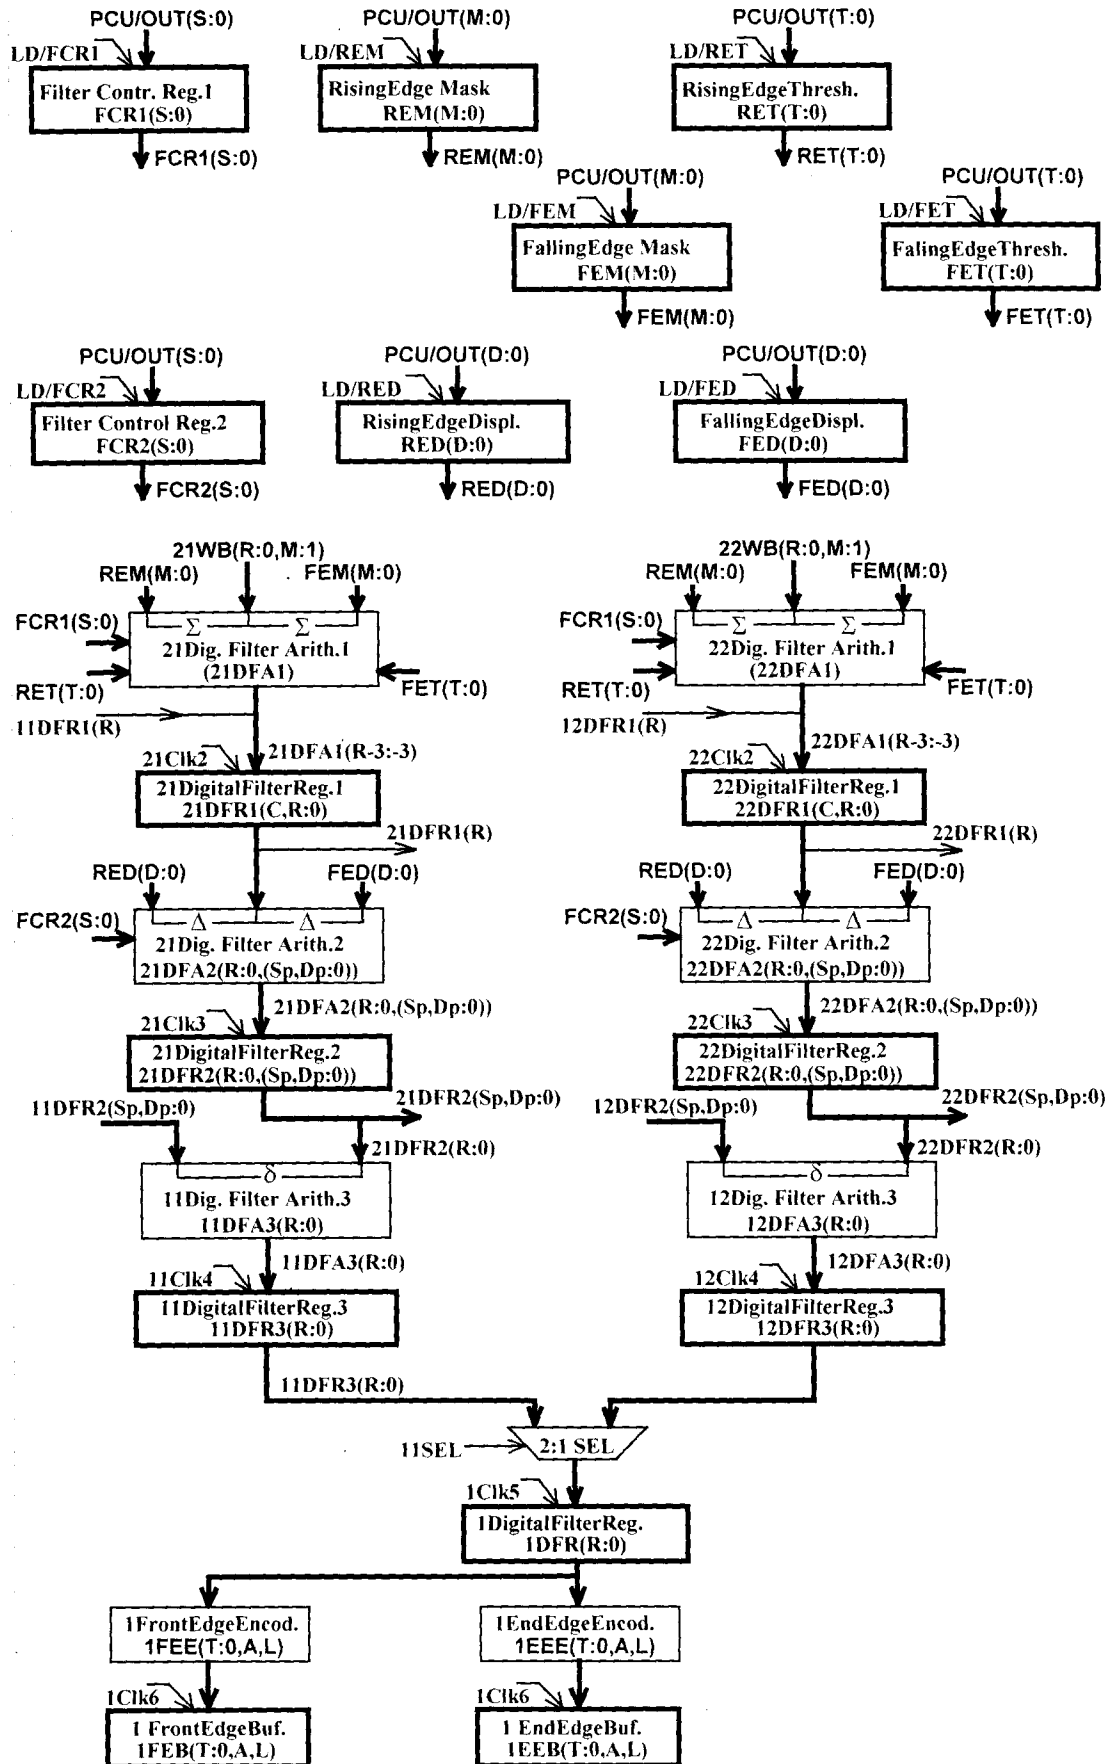 PCU/OUT(S:0) PCU/OUT(M:0) PCU/OUT(T:0)
LD/FCR1 LD/REM LD/RET
Filter Contr. Reg.1 RisingEdge Mask RisingEdgeThresh.
FCR1(S:0) REM(M:0) RET(T:0)
FCR1(S:0) REM(M:0) RET(T:0)
PCU/OUT(M:0) PCU/OUT(T:0)
LD/FEM LD/FET
FallingEdge Mask FalingEdgeThresh.
FEM(M:0) FET(T:0)
FEM(M:0) FET(T:0)
PCU/OUT(S:0) PCU/OUT(D:0) PCU/OUT(D:0)
LD/FCR2 LD/RED LD/FED
Filter Control Reg.2 RisingEdgeDispl. FallingEdgeDispl.
FCR2(S:0) RED(D:0) FED(D:0)
FCR2(S:0) RED(D:0) FED(D:0)
21WB(R:0,M:1) 22WB(R:0,M:1)
REM(M:0) FEM(M:0) REM(M:0) FEM(M:0)
FCR1(S:0) Σ Σ FCR1(S:0) Σ Σ
21Dig. Filter Arith.1 22Dig. Filter Arith.1
(21DFA1) (22DFA1)
RET(T:0) FET(T:0) RET(T:0) FET(T:0)
11DFR1(R) 12DFR1(R)
21Clk2 21DFA1(R-3:-3) 22Clk2 22DFA1(R-3:-3)
21DigitalFilterReg.1 22DigitalFilterReg.1
21DFR1(C,R:0) 22DFR1(C,R:0)
21DFR1(R) 22DFR1(R)
RED(D:0) FED(D:0) RED(D:0) FED(D:0)
FCR2(S:0) Δ Δ FCR2(S:0) Δ Δ
21Dig. Filter Arith.2 22Dig. Filter Arith.2
21DFA2(R:0,(Sp,Dp:0)) 22DFA2(R:0,(Sp,Dp:0))
21DFA2(R:0,(Sp,Dp:0)) 22DFA2(R:0,(Sp,Dp:0))
21Clk3 22Clk3
21DigitalFilterReg.2 22DigitalFilterReg.2
21DFR2(R:0,(Sp,Dp:0)) 22DFR2(R:0,(Sp,Dp:0))
11DFR2(Sp,Dp:0) 21DFR2(Sp,Dp:0) 12DFR2(Sp,Dp:0) 22DFR2(Sp,Dp:0)
21DFR2(R:0) 22DFR2(R:0)
δ δ
11Dig. Filter Arith.3 12Dig. Filter Arith.3
11DFA3(R:0) 12DFA3(R:0)
11DFA3(R:0) 12DFA3(R:0)
11Clk4 12Clk4
11DigitalFilterReg.3 12DigitalFilterReg.3
11DFR3(R:0) 12DFR3(R:0)
11DFR3(R:0)
11SEL 2:1 SEL
1Clk5
1DigitalFilterReg.
1DFR(R:0)
1FrontEdgeEncod. 1EndEdgeEncod.
1FEE(T:0,A,L) 1EEE(T:0,A,L)
1Clk6 1Clk6
1 FrontEdgeBuf. 1 EndEdgeBuf.
1FEB(T:0,A,L) 1EEB(T:0,A,L)